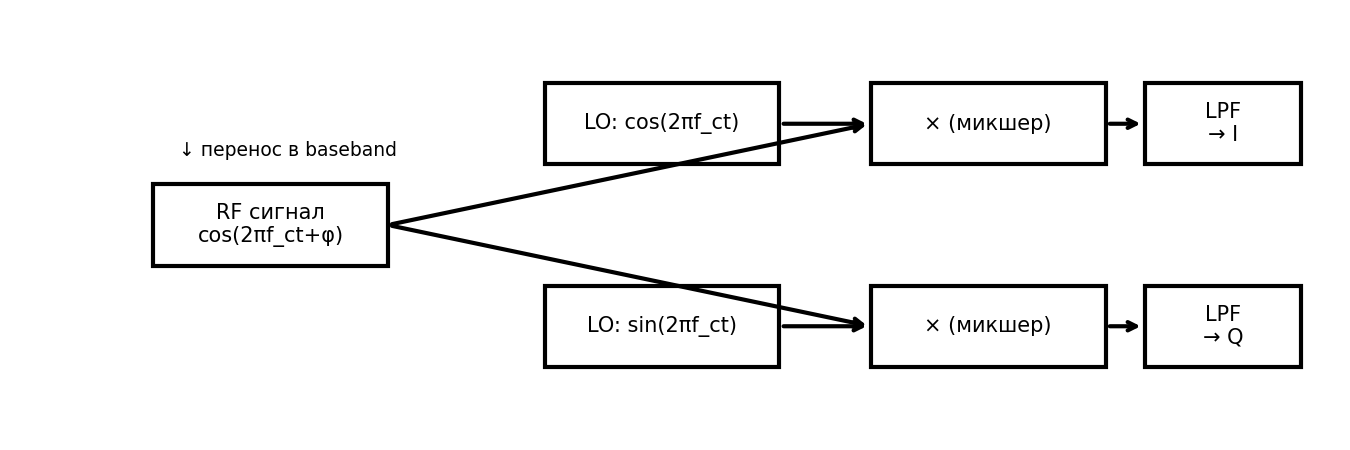 LO: cos(2πf_ct)
× (микшер)
LPF
→ I
↓ перенос в baseband
RF сигнал
cos(2πf_ct+φ)
LO: sin(2πf_ct)
× (микшер)
LPF
→ Q